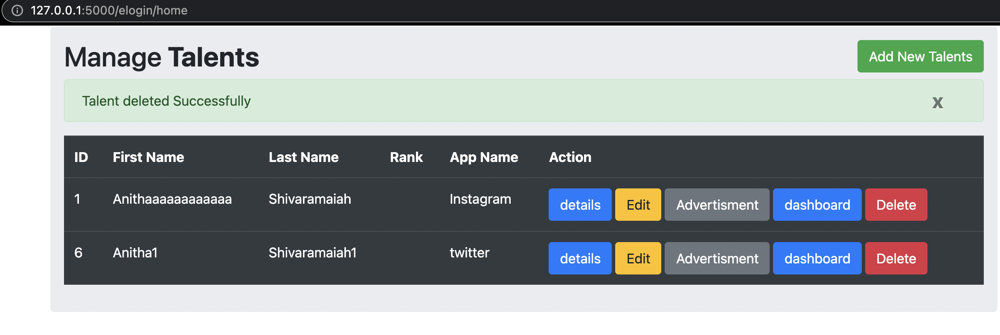 127.0.0.1:5000/elogin/home
Manage Talents
Add New Talents
Talent deleted Successfully
x
ID First Name Last Name Rank App Name Action
1 Anithaaaaaaaaaaaa Shivaramaiah Instagram details Edit Advertisment dashboard Delete
6 Anitha1 Shivaramaiah1 twitter details Edit Advertisment dashboard Delete